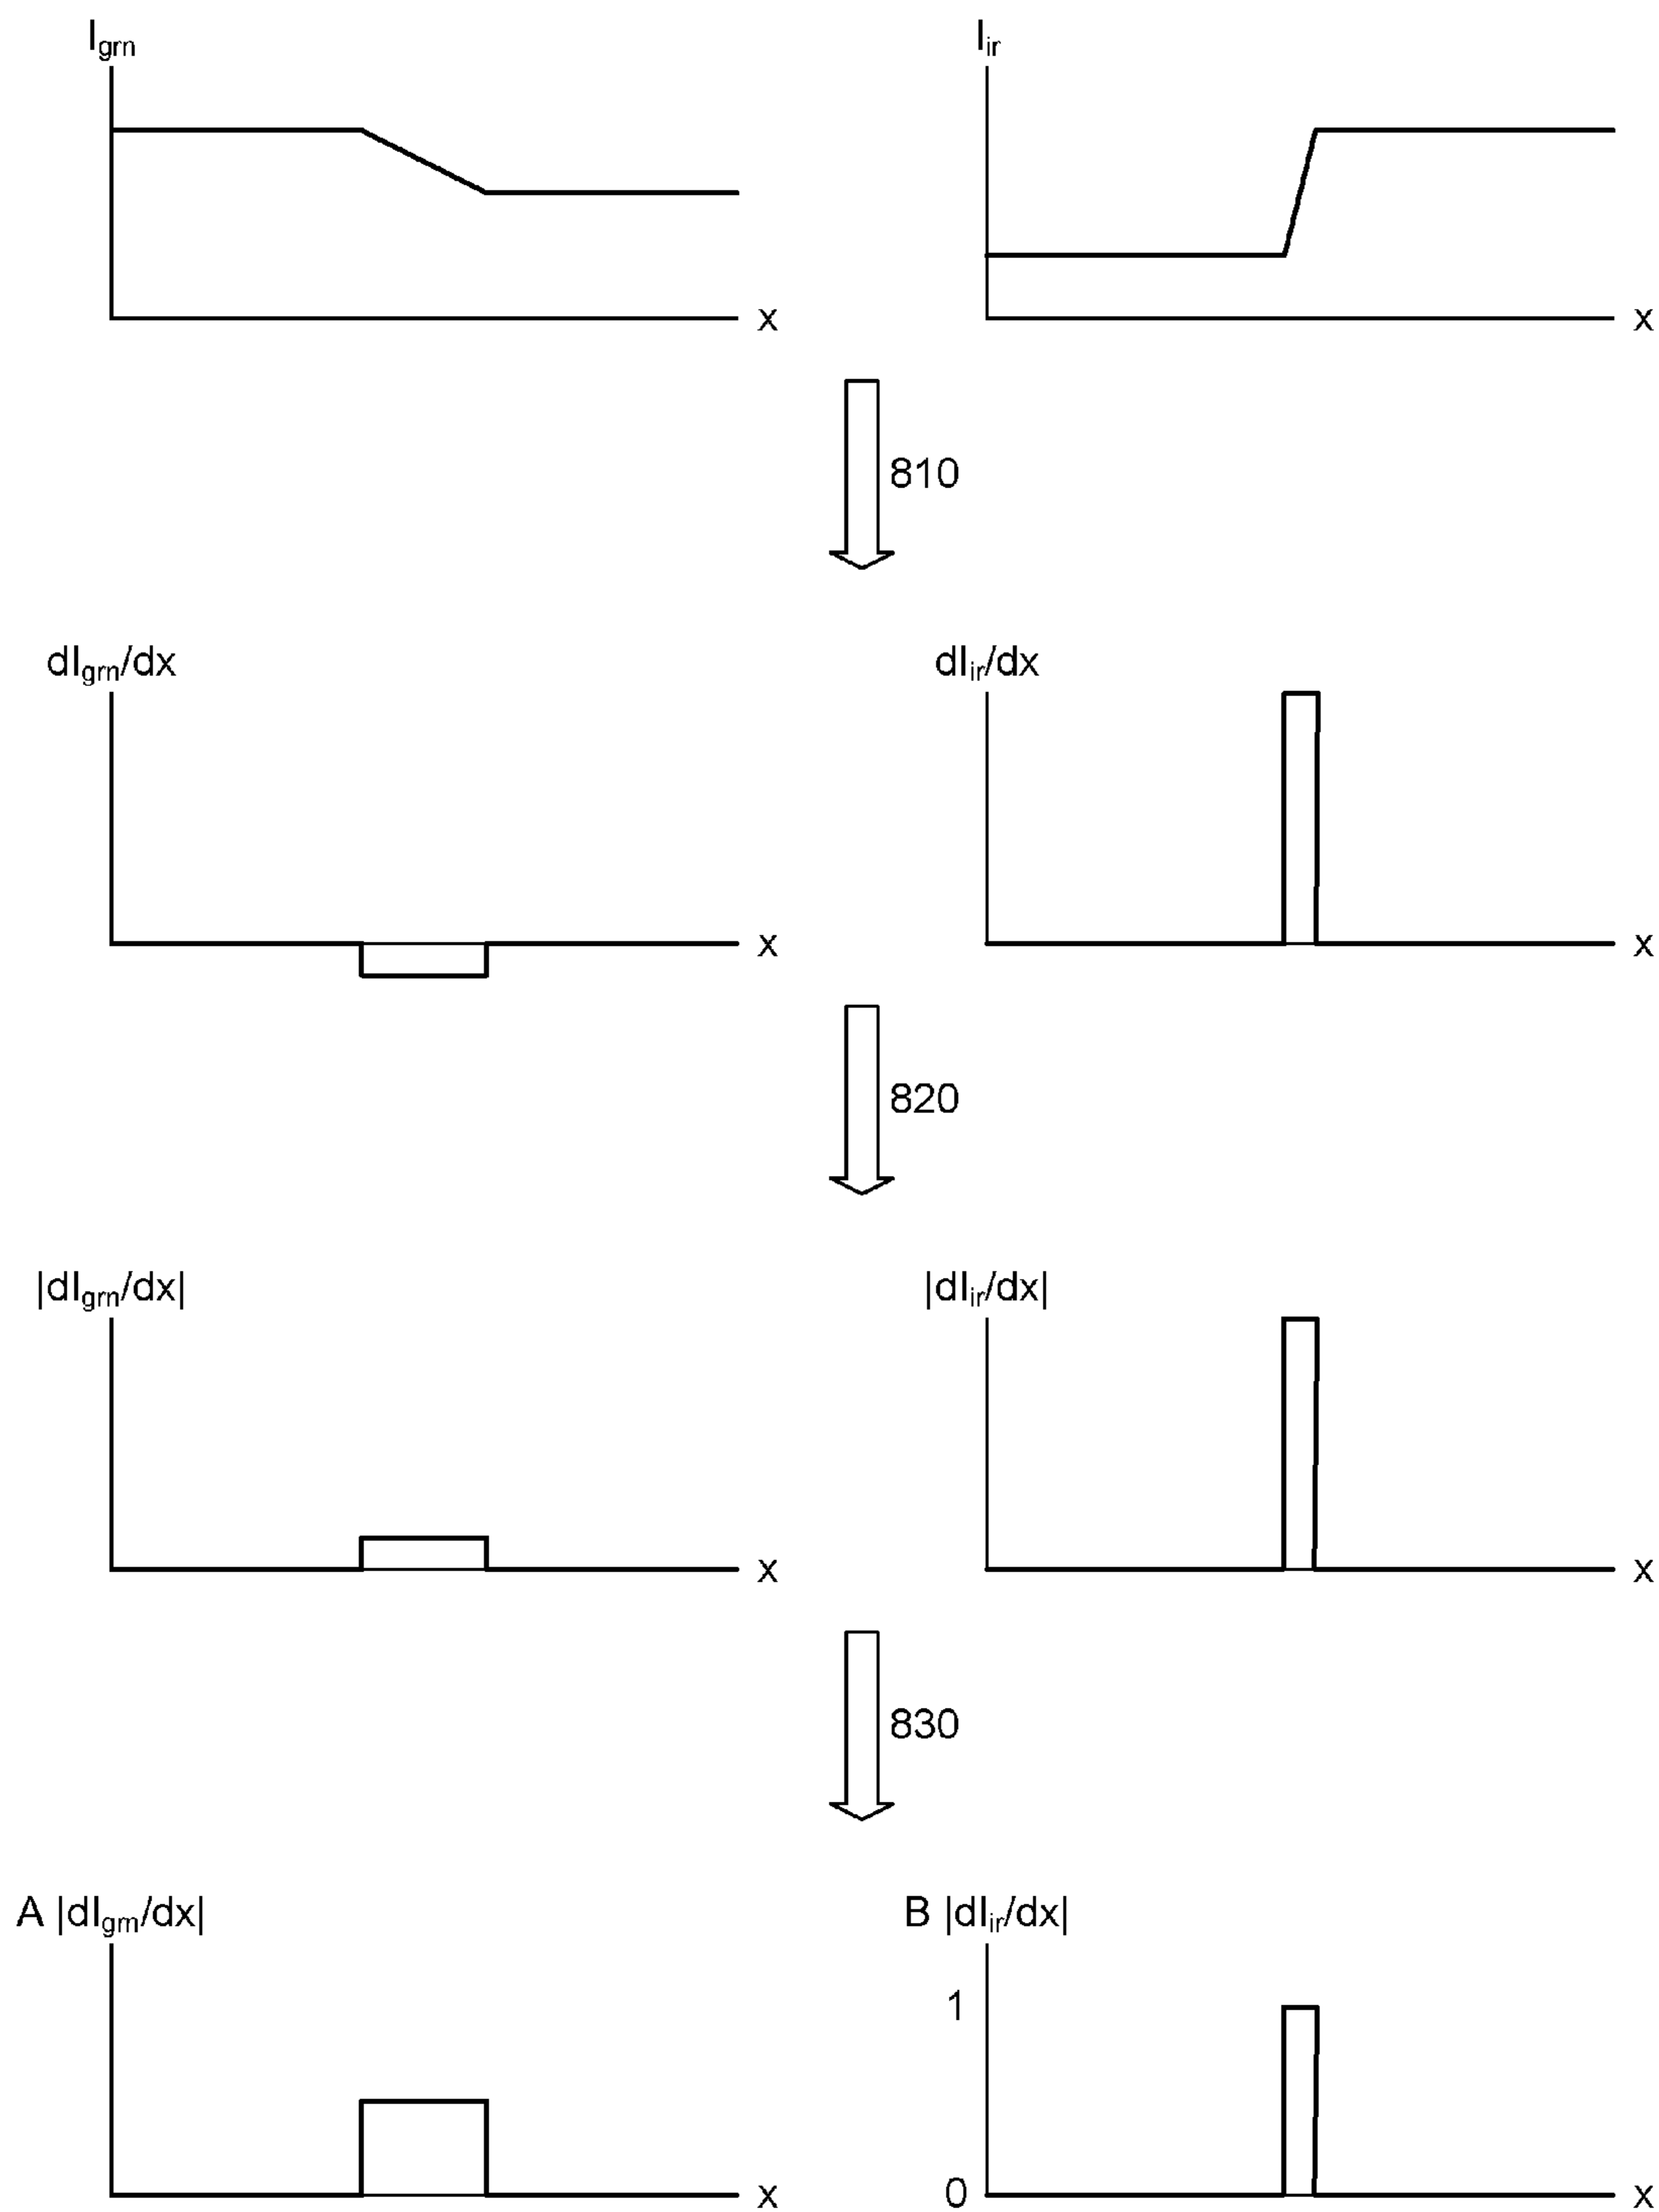 Igrn Iir
x x
810
dIgrn/dx dIir/dx
x x
820
|dIgrn/dx| |dIir/dx|
x x
830
A |dIgrn/dx| B |dIir/dx|
1
x 0 x